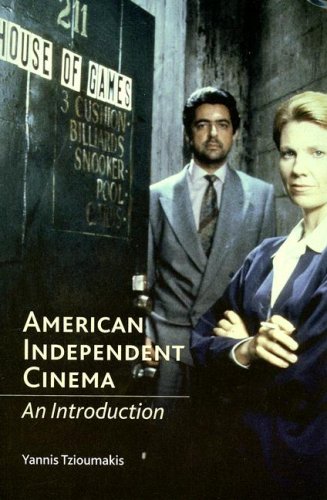 211
HOUSE OF GAMES
3 CUSHION-
BILLIARDS
SNOOKER-
POOL-
CARDS-
AMERICAN
INDEPENDENT
CINEMA
An Introduction
Yannis Tzioumakis